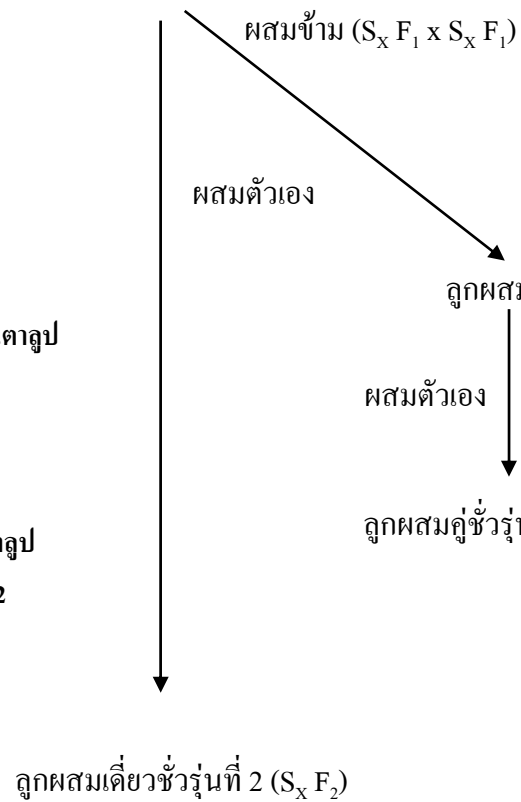 ผสมข้าม (Sₓ F₁ x Sₓ F₁)
ผสมตัวเอง
ลูกผสม
ตาลูป
ผสมตัวเอง
ลูกผสมคู่ชั่วรุ่น
าลูป
2
ลูกผสมเดี่ยวชั่วรุ่นที่ 2 (Sₓ F₂)